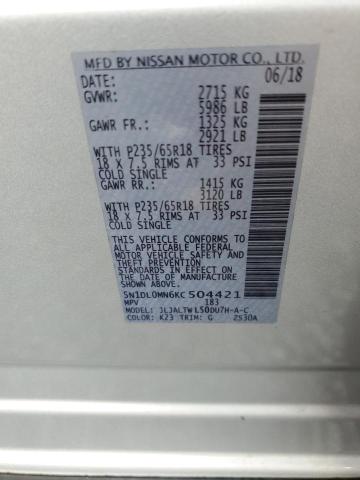 MFD BY NISSAN MOTOR CO., LTD.
DATE: 06/18
GVWR: 2715 KG
5986 LB
GAWR FR.: 1325 KG
2921 LB
WITH P235/65R18 TIRES
18 X 7.5 RIMS AT 33 PSI
COLD SINGLE
GAWR RR.: 1415 KG
3120 LB
WITH P235/65R18 TIRES
18 X 7.5 RIMS AT 33 PSI
COLD SINGLE
THIS VEHICLE CONFORMS TO
ALL APPLICABLE FEDERAL
MOTOR VEHICLE SAFETY
STANDARDS IN EFFECT ON
THE DATE OF MANUFACTURE
SHOWN ABOVE.
5N1DL0MN6KC504421
MPV 183
MODEL: JLJALTWL50DU7H-A-C
COLOR: K23 TRIM: G 2530A